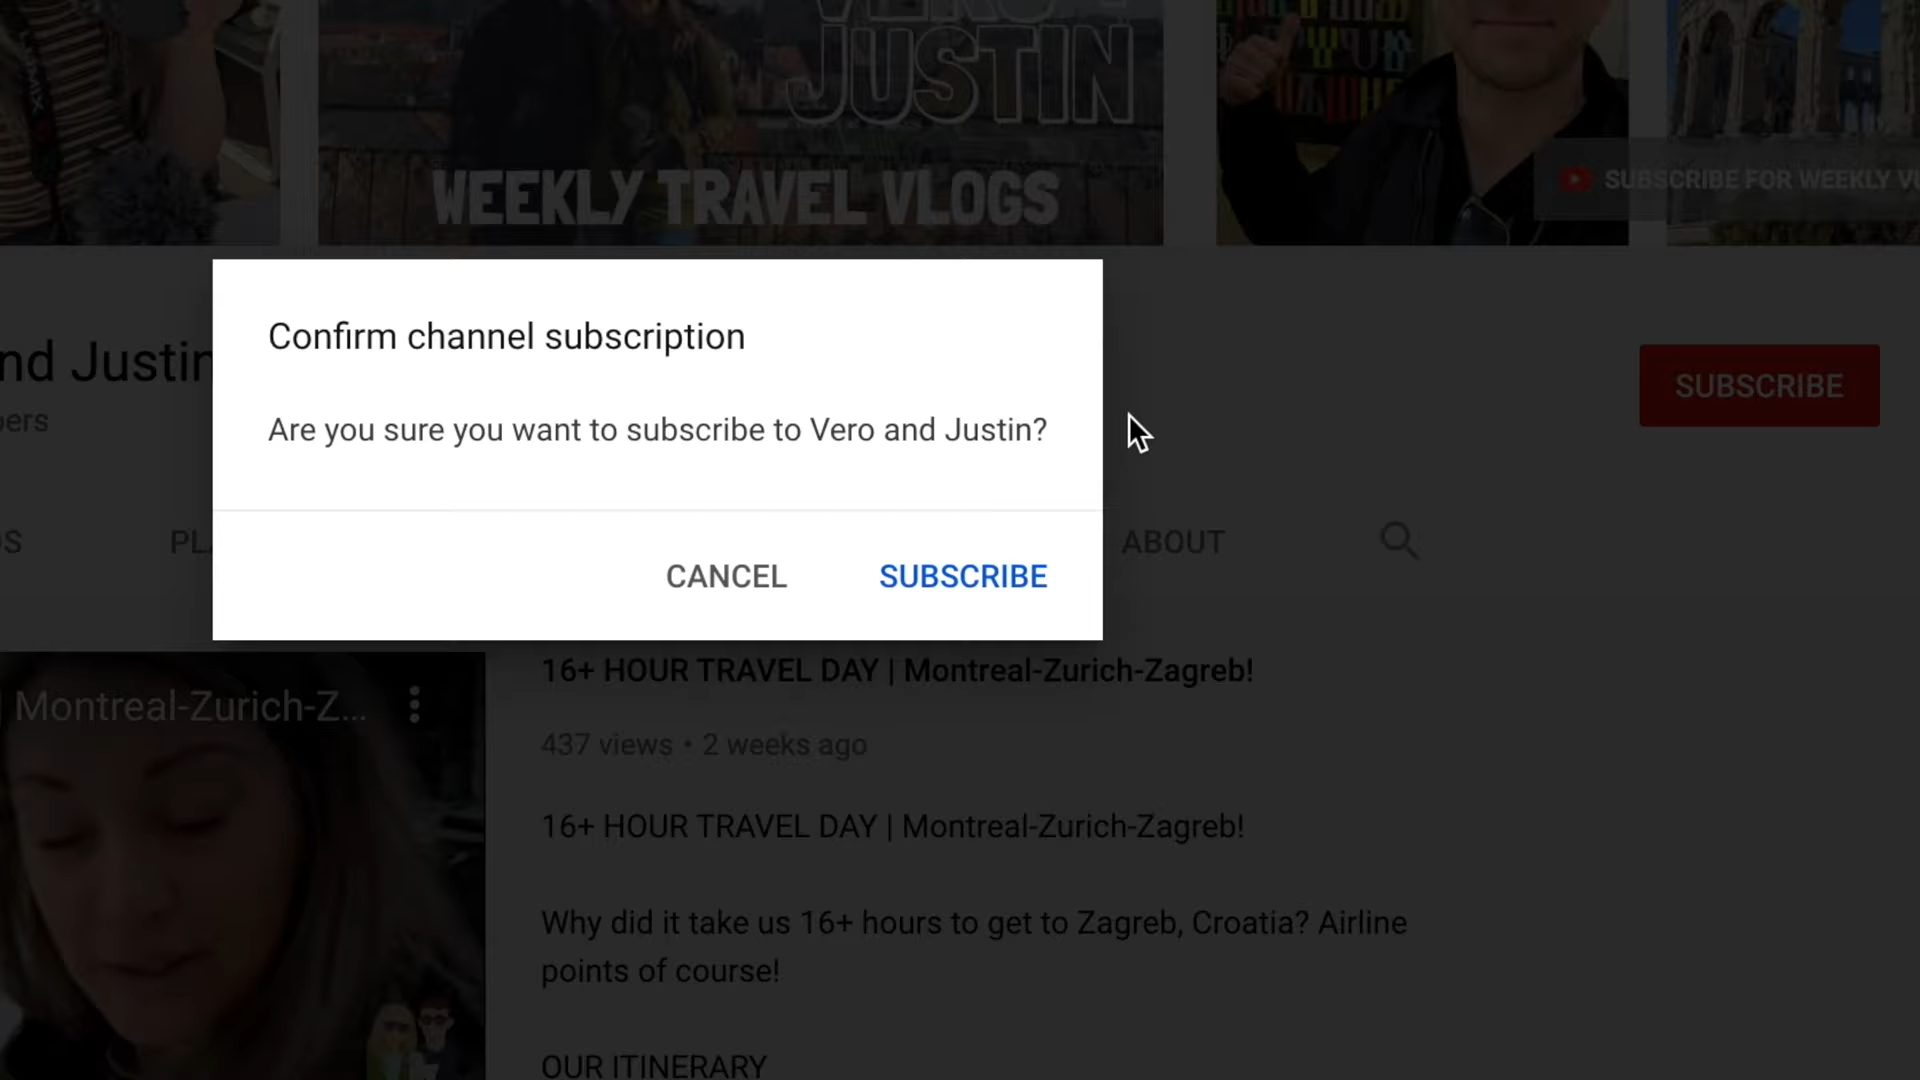 JUSTIN
WEEKLY TRAVEL VLOGS
SUBSCRIBE FOR WEEKLY
nd Justin
SUBSCRIBE
Confirm channel subscription
Are you sure you want to subscribe to Vero and Justin?
CANCEL
SUBSCRIBE
ABOUT
16+ HOUR TRAVEL DAY | Montreal-Zurich-Zagreb!
Montreal-Zurich-Z...
437 views • 2 weeks ago
16+ HOUR TRAVEL DAY | Montreal-Zurich-Zagreb!
Why did it take us 16+ hours to get to Zagreb, Croatia? Airline
points of course!
OUR ITINERARY